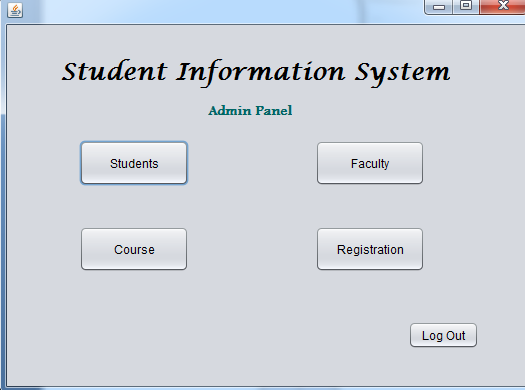 Student Information System
Admin Panel
Students
Faculty
Course
Registration
Log Out